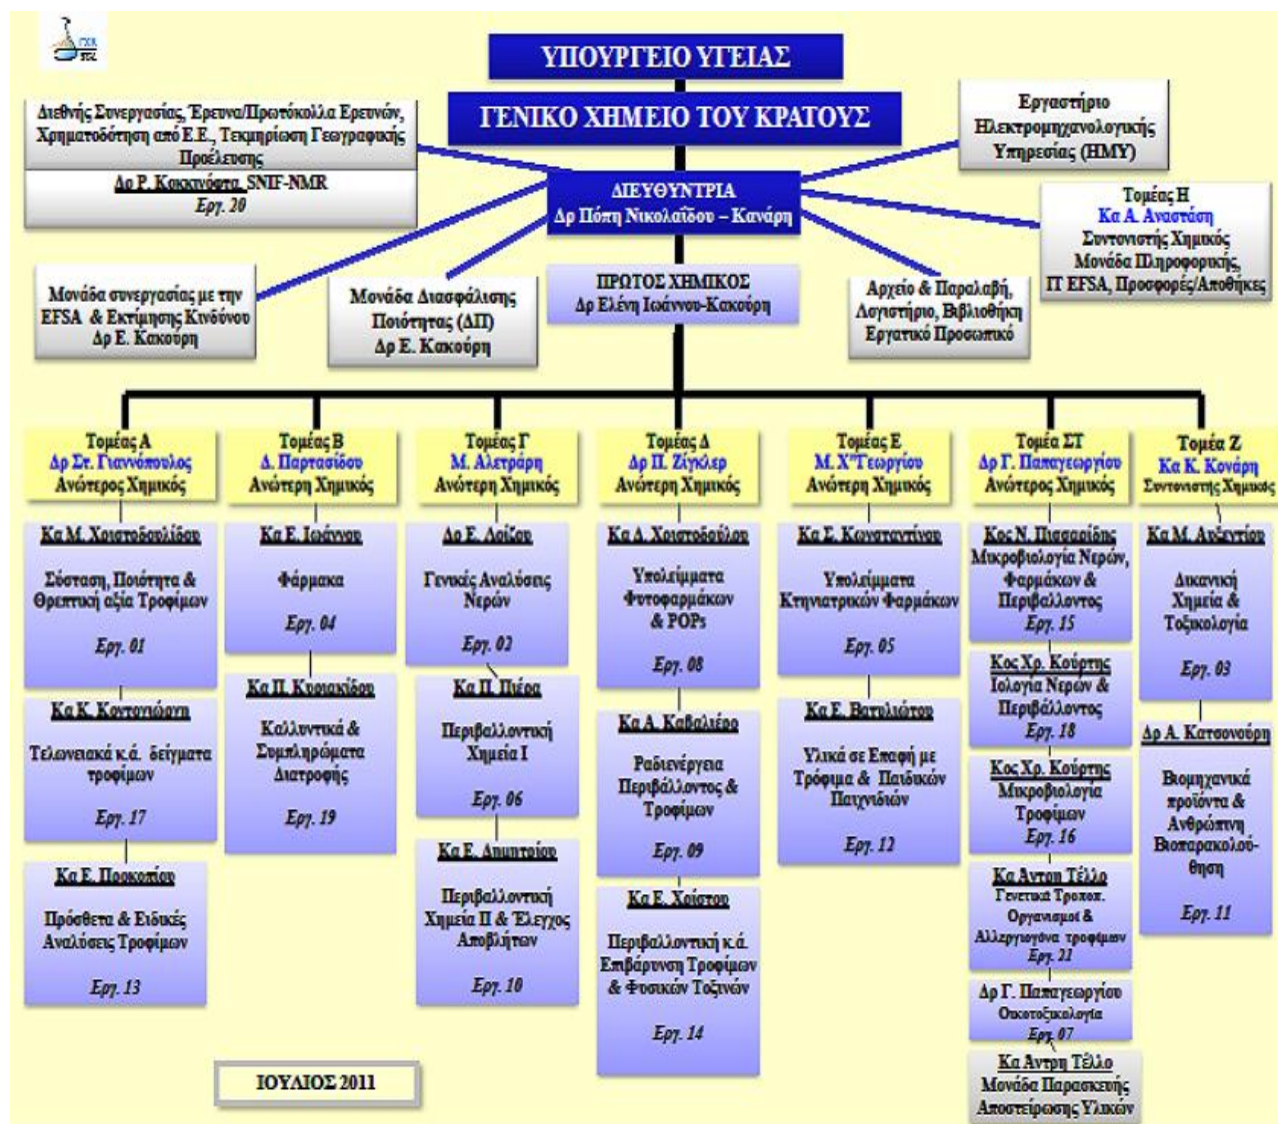 ΓΧΚ
SGL
ΥΠΟΥΡΓΕΙΟ ΥΓΕΙΑΣ
ΓΕΝΙΚΟ ΧΗΜΕΙΟ ΤΟΥ ΚΡΑΤΟΥΣ
Διεθνής Συνεργασίας, Έρευνα/Πρωτόκολλα Ερευνών,
Χρηματοδότηση από Ε.Ε., Τεκμηρίωση Γεωγραφικής
Προέλευσης
Δρ Ρ. Κοκκινόφτα, SNIF-NMR
Εργ. 20
Εργαστήριο
Ηλεκτρομηχανολογικής
Υπηρεσίας (ΗΜΥ)
ΔΙΕΥΘΥΝΤΡΙΑ
Δρ Πόπη Νικολαΐδου – Κανάρη
Τομέας Η
Κα Α. Αναστάση
Συντονιστής Χημικός
Μονάδα Πληροφορικής,
IT EFSA, Προσφορές/Αποθήκες
Μονάδα συνεργασίας με την
EFSA & Εκτίμησης Κινδύνου
Δρ Ε. Κακούρη
Μονάδα Διασφάλισης
Ποιότητας (ΔΠ)
Δρ Ε. Κακούρη
ΠΡΩΤΟΣ ΧΗΜΙΚΟΣ
Δρ Ελένη Ιωάννου-Κακούρη
Αρχείο & Παραλαβή,
Λογιστήριο, Βιβλιοθήκη
Εργατικό Προσωπικό
Τομέας Α
Δρ Στ. Γιαννόπουλος
Ανώτερος Χημικός
Τομέας Β
Δ. Παρτασίδου
Ανώτερη Χημικός
Τομέας Γ
Μ. Αλετράρη
Ανώτερη Χημικός
Τομέας Δ
Δρ Π. Ζίγκλερ
Ανώτερη Χημικός
Τομέας Ε
Μ. Χ"Γεωργίου
Ανώτερη Χημικός
Τομέα ΣΤ
Δρ Γ. Παπαγεωργίου
Ανώτερος Χημικός
Τομέα Ζ
Κα Κ. Κονάρη
Συντονιστής Χημικός
Κα Μ. Χριστοδουλίδου
Σύσταση, Ποιότητα &
Θρεπτική αξία Τροφίμων
Εργ. 01
Κα Κ. Κοντογιώργη
Τελωνειακά κ.ά. δείγματα
τροφίμων
Εργ. 17
Κα Ε. Προκοπίου
Πρόσθετα & Ειδικές
Αναλύσεις Τροφίμων
Εργ. 13
Κα Ε. Ιωάννου
Φάρμακα
Εργ. 04
Κα Π. Κυριακίδου
Καλλυντικά &
Συμπληρώματα
Διατροφής
Εργ. 19
Δρ Ε. Λοΐζου
Γενικές Αναλύσεις
Νερών
Εργ. 02
Κα Π. Πιέρα
Περιβαλλοντική
Χημεία Ι
Εργ. 06
Κα Ε. Δημητρίου
Περιβαλλοντική
Χημεία ΙΙ & Έλεγχος
Αποβλήτων
Εργ. 10
Κα Δ. Χριστοδούλου
Υπολείμματα
Φυτοφαρμάκων
& POPs
Εργ. 08
Κα Α. Καβαλιέρο
Ραδιενέργεια
Περιβάλλοντος &
Τροφίμων
Εργ. 09
Κα Ε. Χρίστου
Περιβαλλοντική κ.ά.
Επιβάρυνση Τροφίμων
& Φυσικών Τοξινών
Εργ. 14
Κα Σ. Κωνσταντίνου
Υπολείμματα
Κτηνιατρικών Φαρμάκων
Εργ. 05
Κα Ε. Βατυλιώτου
Υλικά σε Επαφή με
Τρόφιμα & Παιδικών
Παιχνιδιών
Εργ. 12
Κος Ν. Πισσαρίδης
Μικροβιολογία Νερών,
Φαρμάκων &
Περιβάλλοντος
Εργ. 15
Κος Χρ. Κούρτης
Ιολογία Νερών &
Περιβάλλοντος
Εργ. 18
Κος Χρ. Κούρτης
Μικροβιολογία
Τροφίμων
Εργ. 16
Κα Άντρη Τέλλο
Γενετικά Τροποπ.
Οργανισμοί &
Αλλεργιογόνα τροφίμων
Εργ. 21
Δρ Γ. Παπαγεωργίου
Οικοτοξικολογία
Εργ. 07
Κα Άντρη Τέλλο
Μονάδα Παρασκευής
Αποστείρωσης Υλικών
Κα Μ. Αυξεντίου
Δικανική
Χημεία &
Τοξικολογία
Εργ. 03
Δρ Α. Κατσονούρη
Βιομηχανικά
προϊόντα &
Ανθρώπινη
Βιοπαρακολού-
θηση
Εργ. 11
ΙΟΥΛΙΟΣ 2011